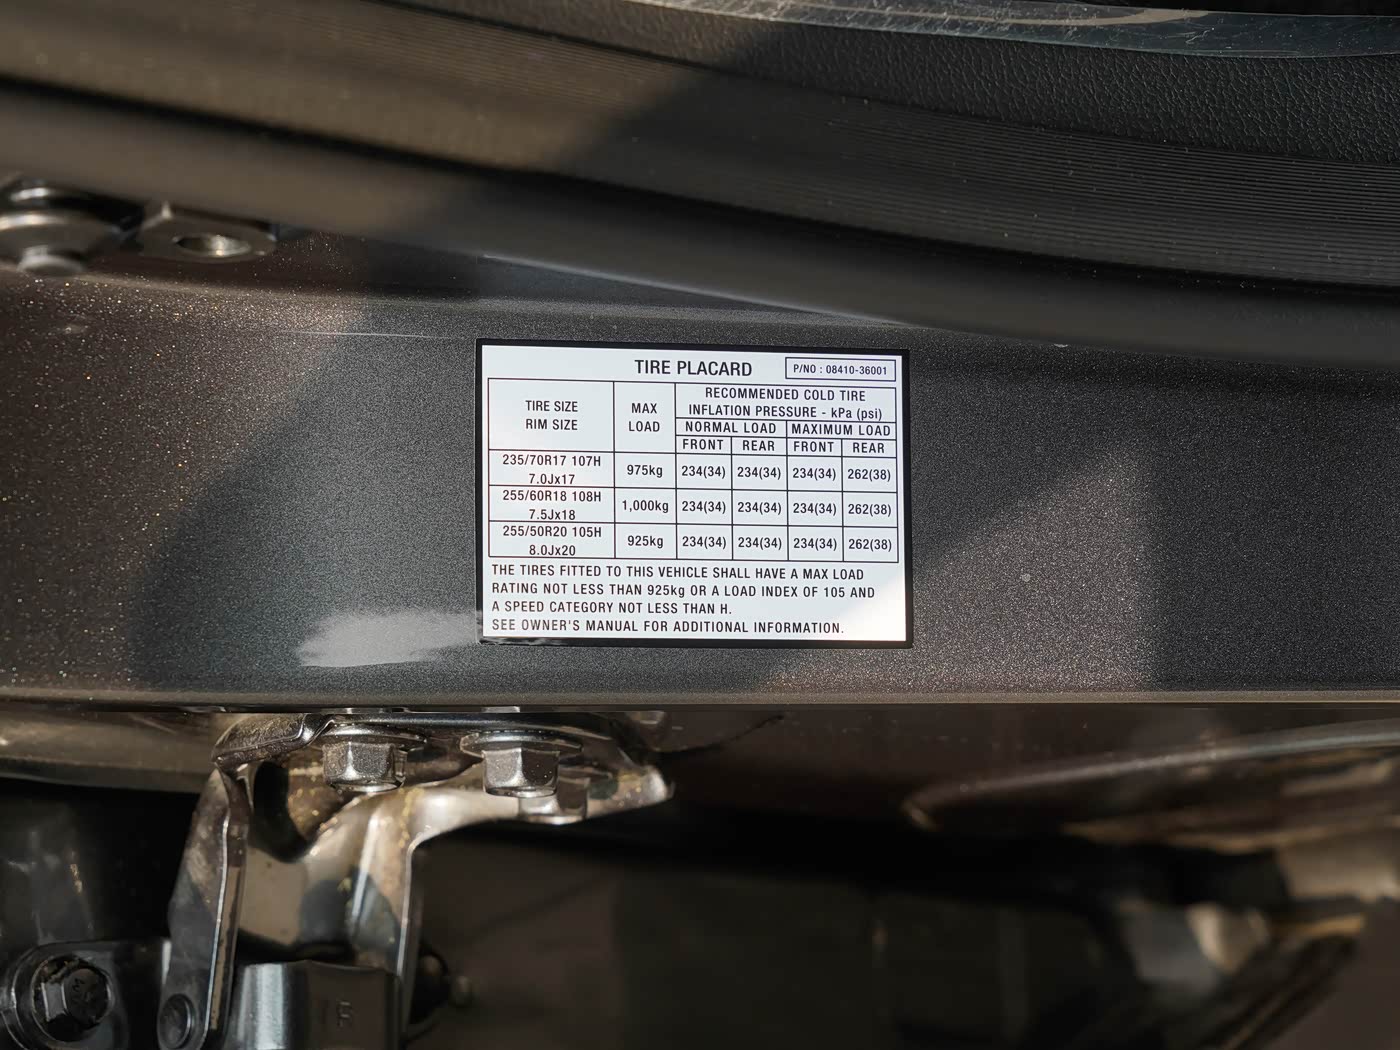 TIRE PLACARD P/NO : 08410-36001
TIRE SIZE
RIM SIZE
MAX
LOAD
RECOMMENDED COLD TIRE
INFLATION PRESSURE - kPa (psi)
NORMAL LOAD MAXIMUM LOAD
FRONT REAR FRONT REAR
235/70R17 107H
7.0Jx17
975kg 234(34) 234(34) 234(34) 262(38)
255/60R18 108H
7.5Jx18
1,000kg 234(34) 234(34) 234(34) 262(38)
255/50R20 105H
8.0Jx20
925kg 234(34) 234(34) 234(34) 262(38)
THE TIRES FITTED TO THIS VEHICLE SHALL HAVE A MAX LOAD
RATING NOT LESS THAN 925kg OR A LOAD INDEX OF 105 AND
A SPEED CATEGORY NOT LESS THAN H.
SEE OWNER'S MANUAL FOR ADDITIONAL INFORMATION.